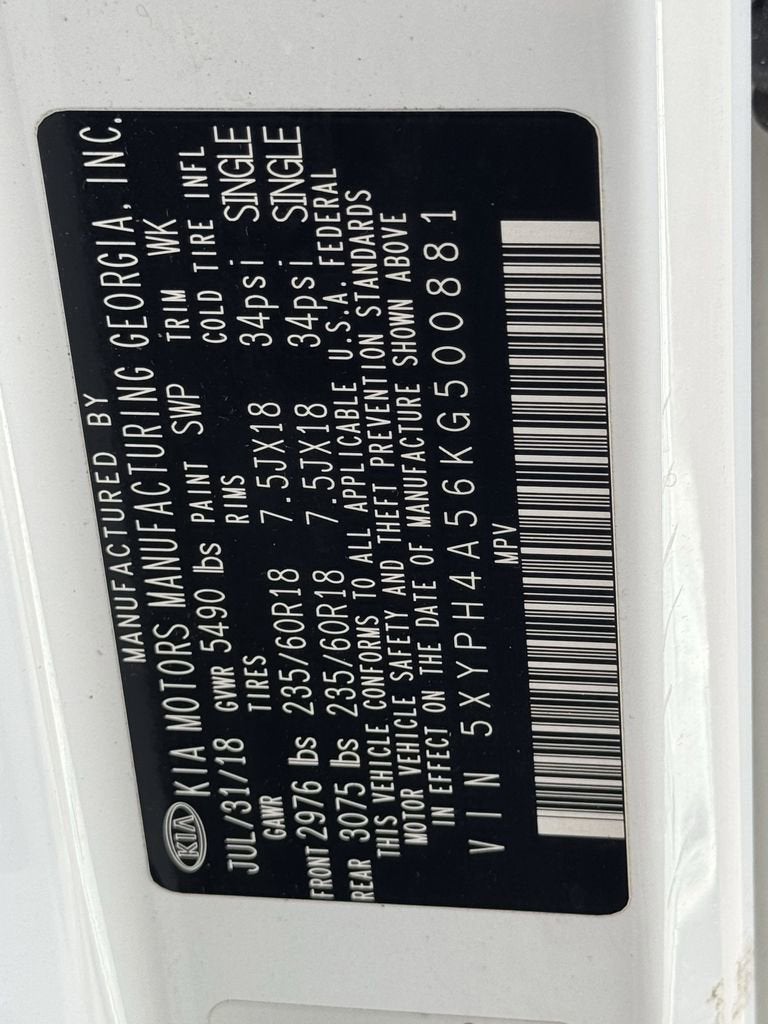 MANUFACTURED BY
KIA KIA MOTORS MANUFACTURING GEORGIA, INC.
JUL/31/18 GVWR 5490 lbs PAINT SWP TRIM WK
GAWR TIRES RIMS COLD TIRE INFL
FRONT 2976 lbs 235/60R18 7.5JX18 34psi SINGLE
REAR 3075 lbs 235/60R18 7.5JX18 34psi SINGLE
THIS VEHICLE CONFORMS TO ALL APPLICABLE U.S.A. FEDERAL
MOTOR VEHICLE SAFETY AND THEFT PREVENTION STANDARDS
IN EFFECT ON THE DATE OF MANUFACTURE SHOWN ABOVE
VIN 5XYPH4A56KG500881
MPV